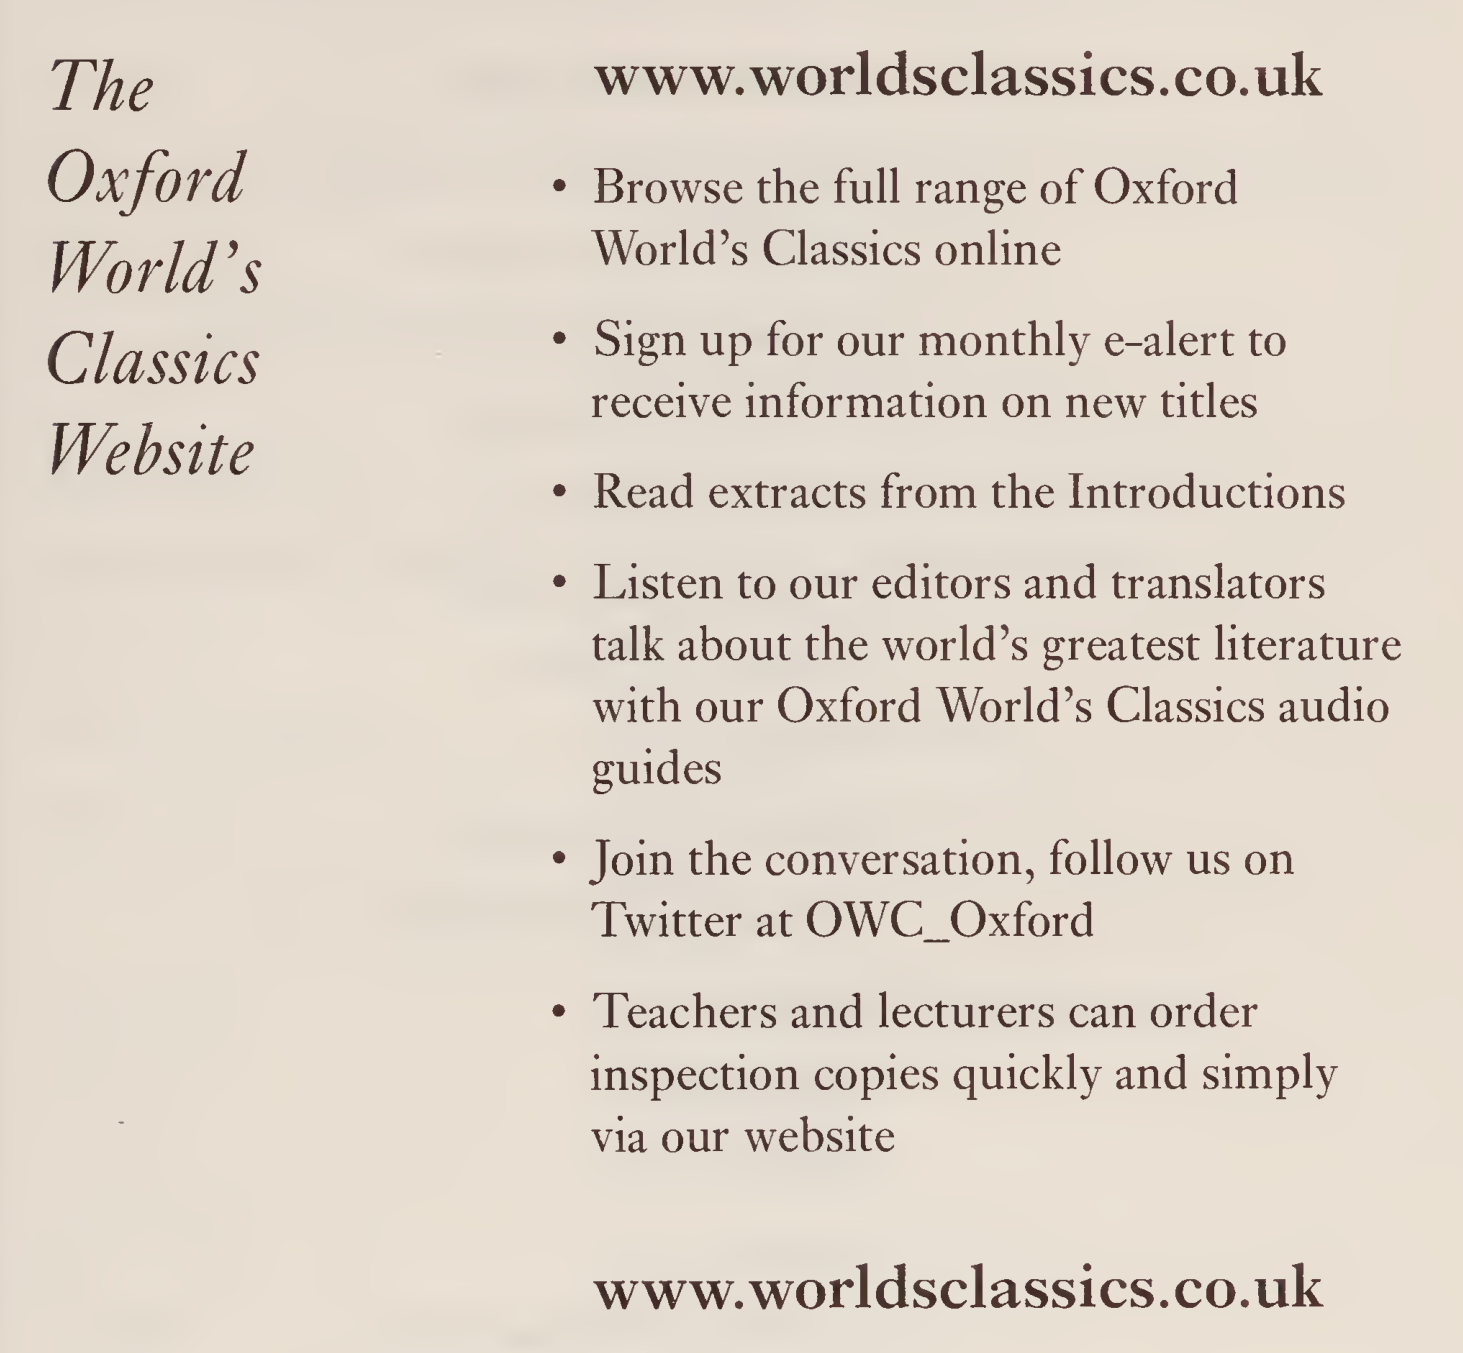 The
Oxford
World's
Classics
Website
www.worldsclassics.co.uk
• Browse the full range of Oxford
World's Classics online
• Sign up for our monthly e-alert to
receive information on new titles
• Read extracts from the Introductions
• Listen to our editors and translators
talk about the world's greatest literature
with our Oxford World's Classics audio
guides
• Join the conversation, follow us on
Twitter at OWC_Oxford
• Teachers and lecturers can order
inspection copies quickly and simply
via our website
www.worldsclassics.co.uk